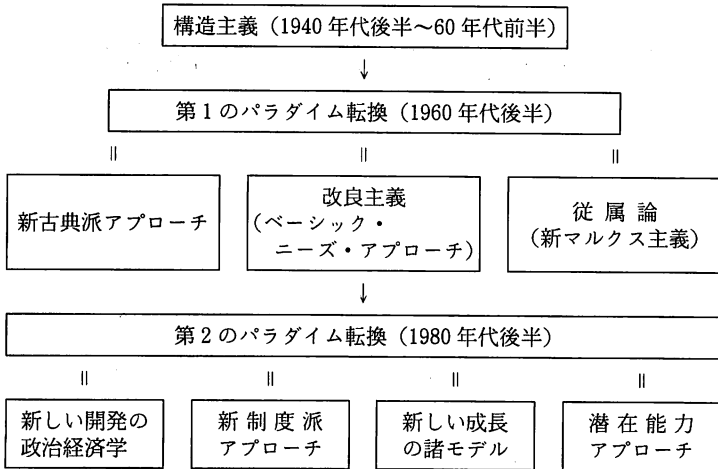 構造主義（1940年代後半～60年代前半）
↓
第1のパラダイム転換（1960年代後半）
॥ ॥ ॥
新古典派アプローチ
改良主義
（ベーシック・
ニーズ・アプローチ）
従属論
（新マルクス主義）
↓
第2のパラダイム転換（1980年代後半）
॥ ॥ ॥ ॥
新しい開発の
政治経済学
新制度派
アプローチ
新しい成長
の諸モデル
潜在能力
アプローチ